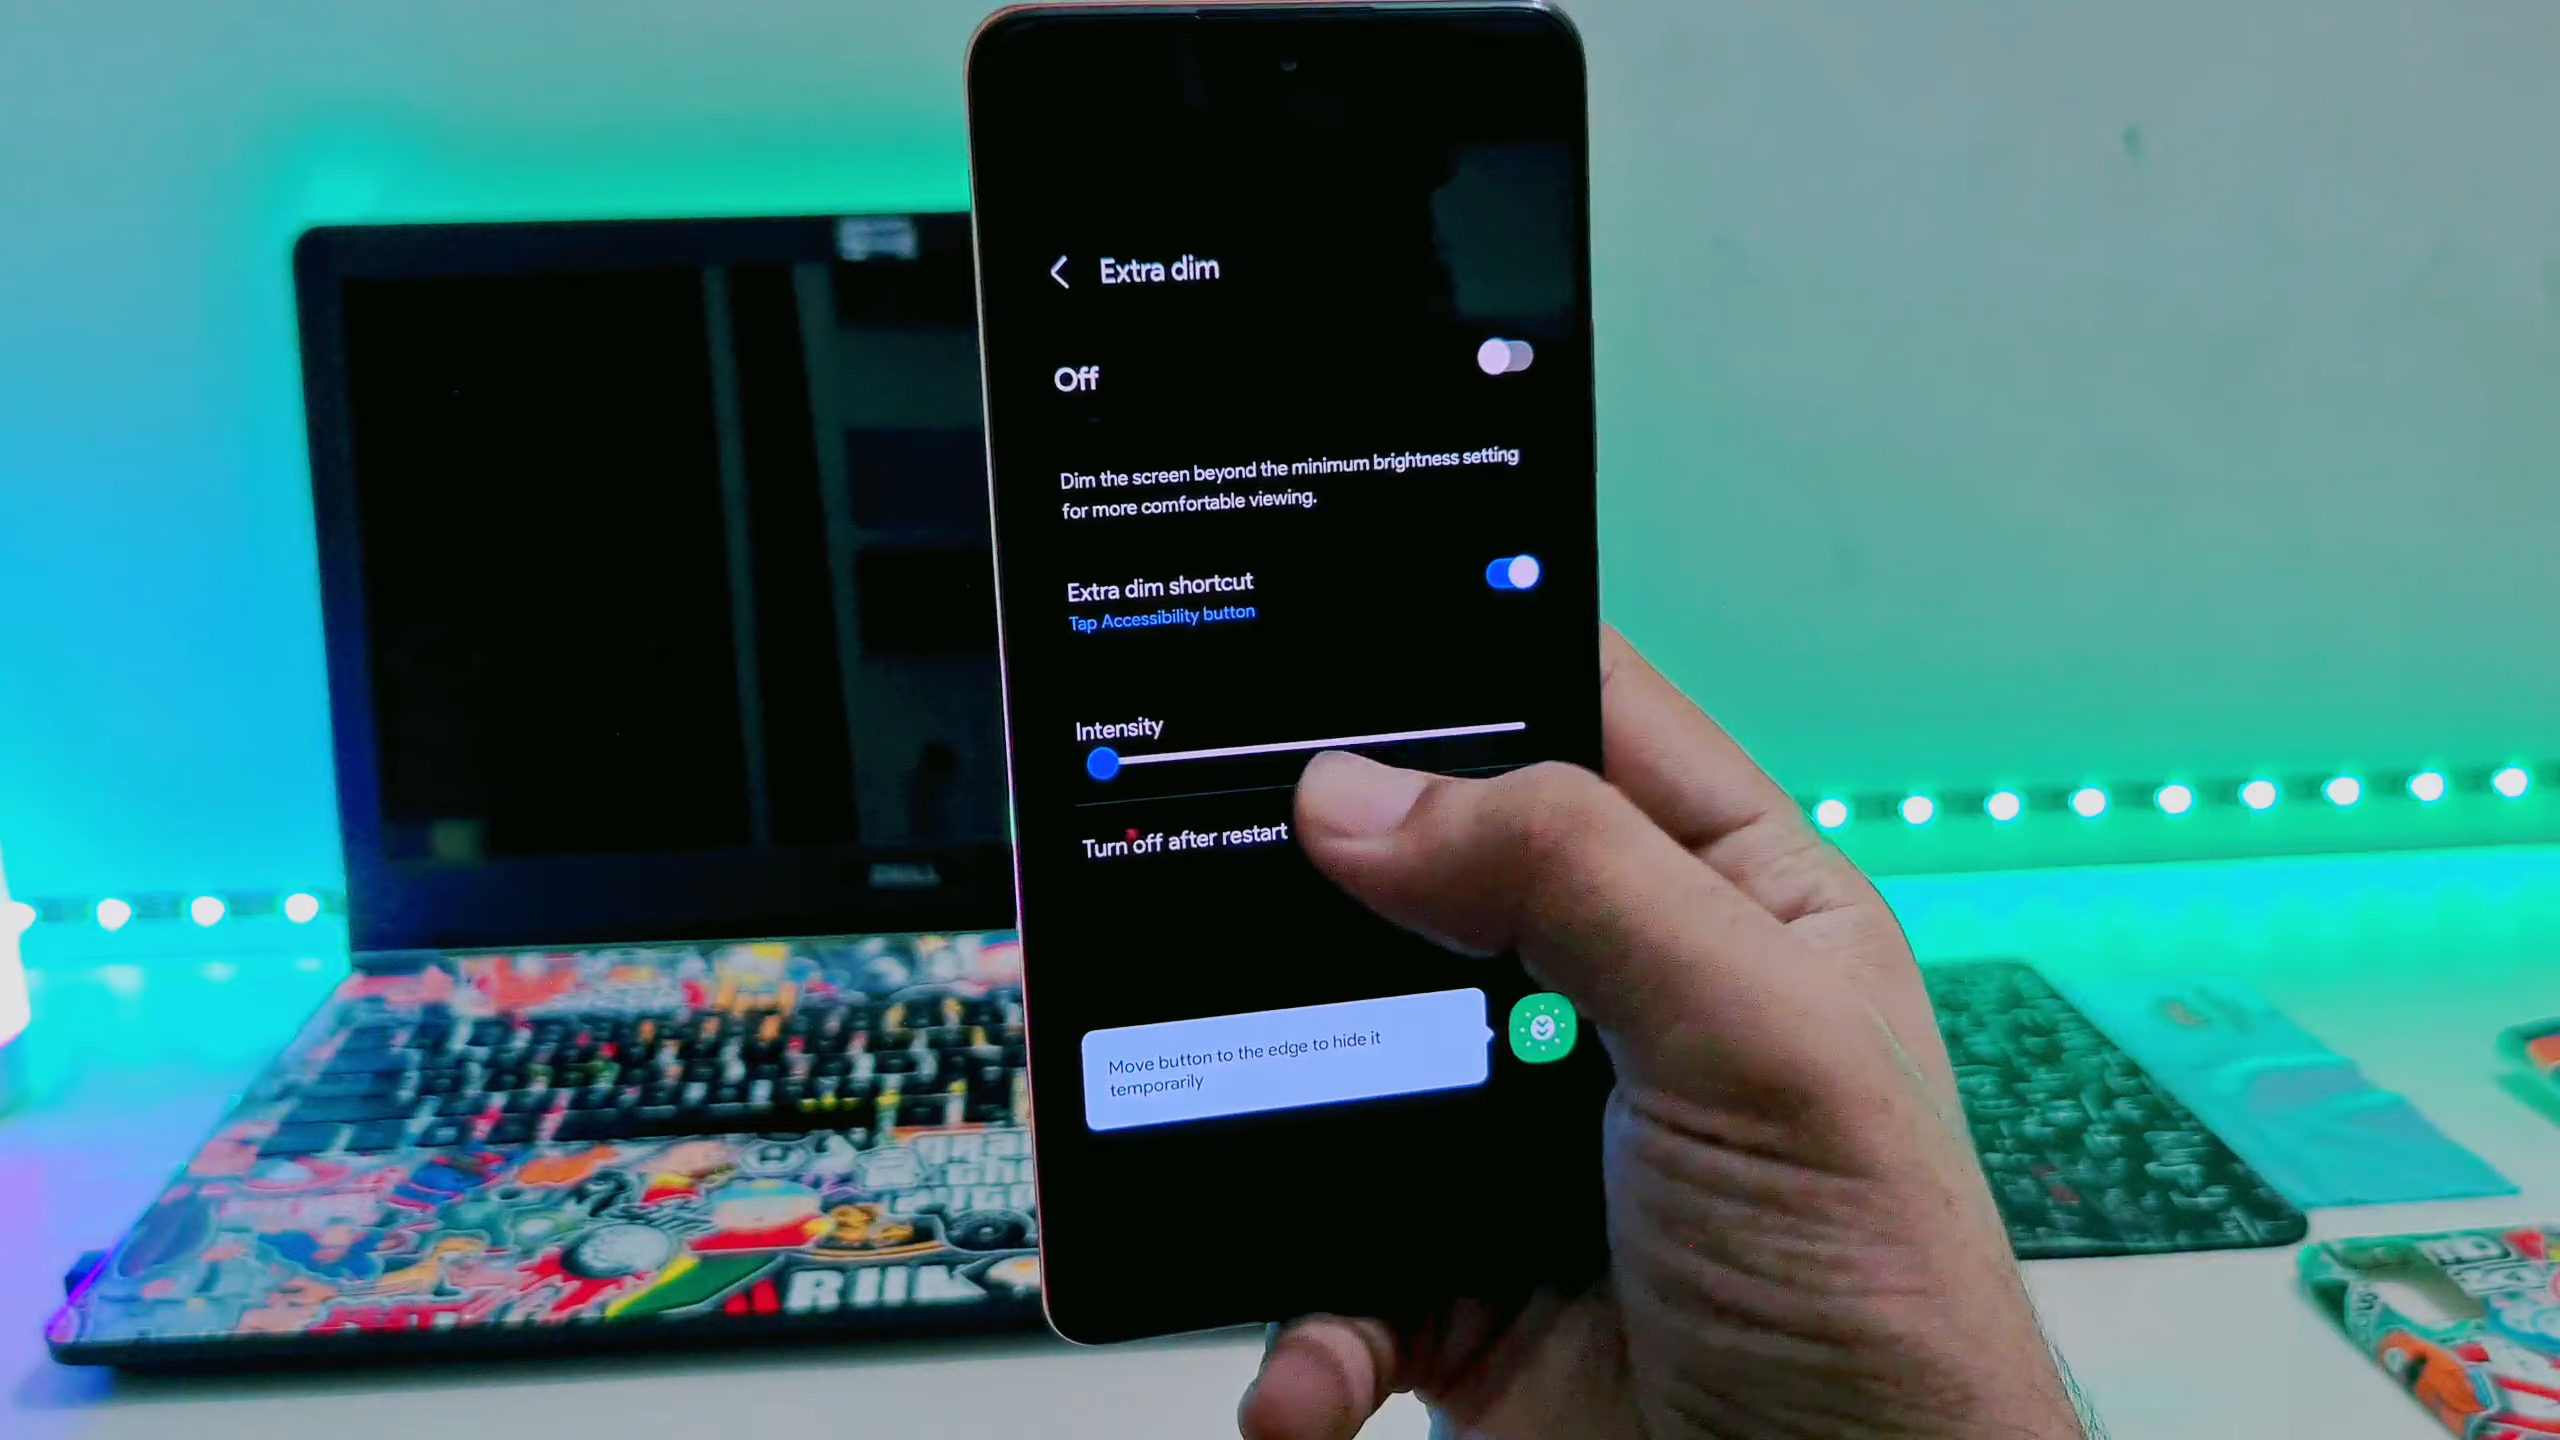 Extra dim
Off
Dim the screen beyond the minimum brightness setting
for more comfortable viewing.
Extra dim shortcut
Tap Accessibility button
Intensity
Turn off after restart
Move button to the edge to hide it
temporarily
DELL